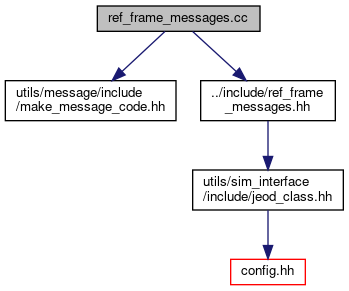 ref_frame_messages.cc
utils/message/include
/make_message_code.hh
../include/ref_frame
_messages.hh
utils/sim_interface
/include/jeod_class.hh
config.hh